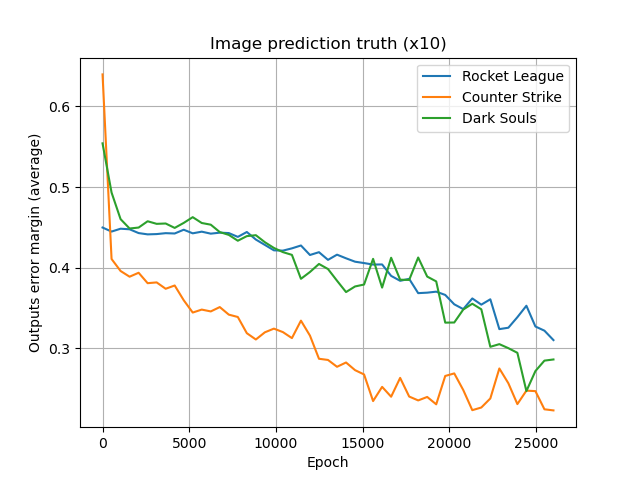 Image prediction truth (x10)
Rocket League
Counter Strike
Dark Souls
Outputs error margin (average)
0.6
0.5
0.4
0.3
0 5000 10000 15000 20000 25000
Epoch